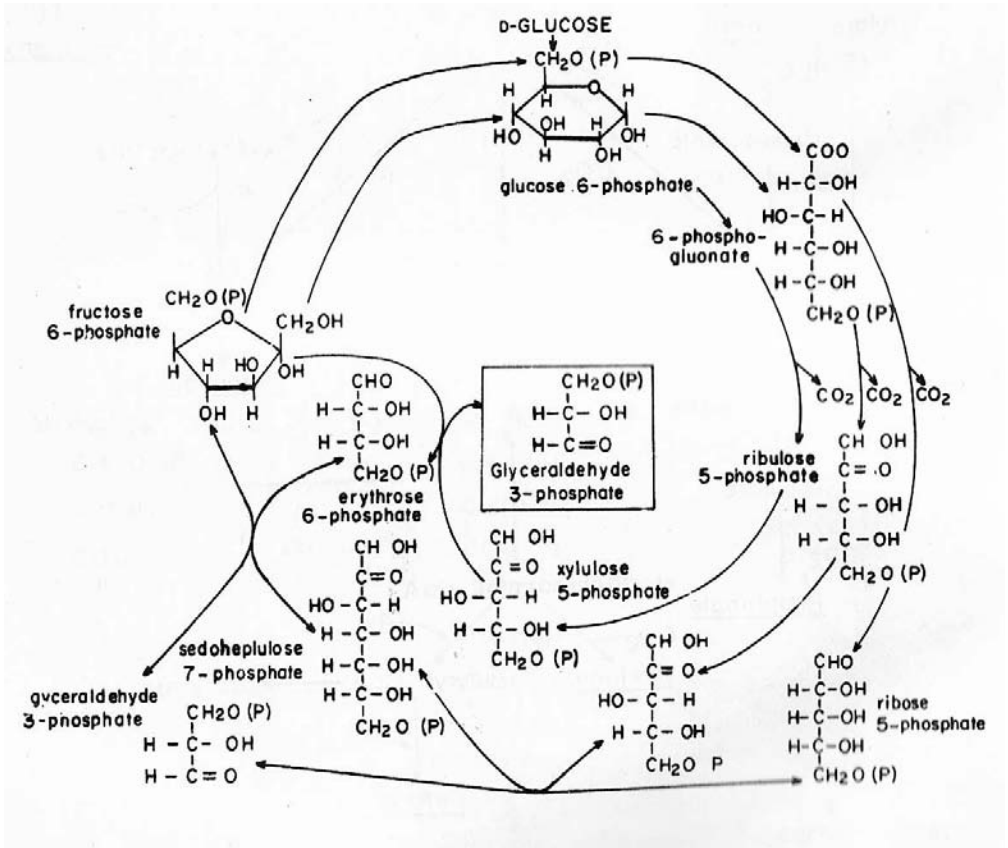 D-GLUCOSE
CH2O (P)
H
O
H
H
OH
H
HO
OH
H
OH
glucose .6-phosphate
COO
H-C-OH
HO-C-H
H-C-OH
H-C-OH
CH2O (P)
6-phospho-
gluonate
CO2 CO2 CO2
fructose
6-phosphate
CH2O(P)
O
CH2OH
H
H
HO
OH
OH
H
CHO
H-C-OH
H-C-OH
CH2O (P)
erythrose
6-phosphate
CH2O(P)
H-C-OH
H-C=O
Glyceraldehyde
3-phosphate
ribulose
5-phosphate
CH OH
C=O
H-C-OH
H-C-OH
CH2O (P)
CH OH
C=O
HO-C-H
H-C-OH
CH2O (P)
xylulose
5-phosphate
CH OH
C=O
HO-C-H
H-C-OH
H-C-OH
H-C-OH
CH2O (P)
sedoheplulose
7-phosphate
gyceraldehyde
3-phosphate
CH2O (P)
H-C-OH
H-C=O
CH OH
C=O
HO-C-H
H-C-OH
CH2O P
CHO
H-C-OH
H-C-OH
H-C-OH
CH2O (P)
ribose
5-phosphate